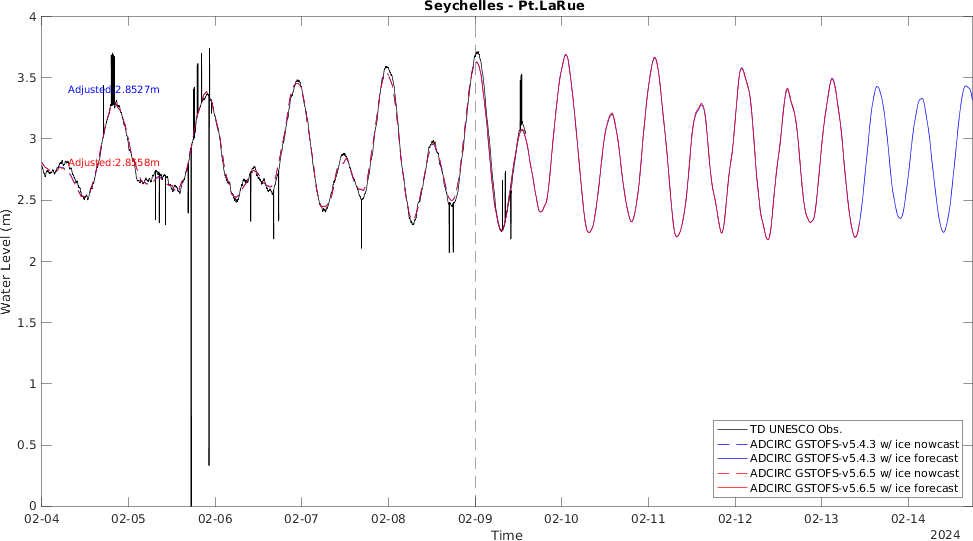 Seychelles - Pt.LaRue
4
3.5
3
2.5
2
1.5
1
0.5
0
Water Level (m)
Adjusted:2.8527m
Adjusted:2.8558m
TD UNESCO Obs.
ADCIRC GSTOFS-v5.4.3 w/ ice nowcast
ADCIRC GSTOFS-v5.4.3 w/ ice forecast
ADCIRC GSTOFS-v5.6.5 w/ ice nowcast
ADCIRC GSTOFS-v5.6.5 w/ ice forecast
02-04 02-05 02-06 02-07 02-08 02-09 02-10 02-11 02-12 02-13 02-14
Time
2024